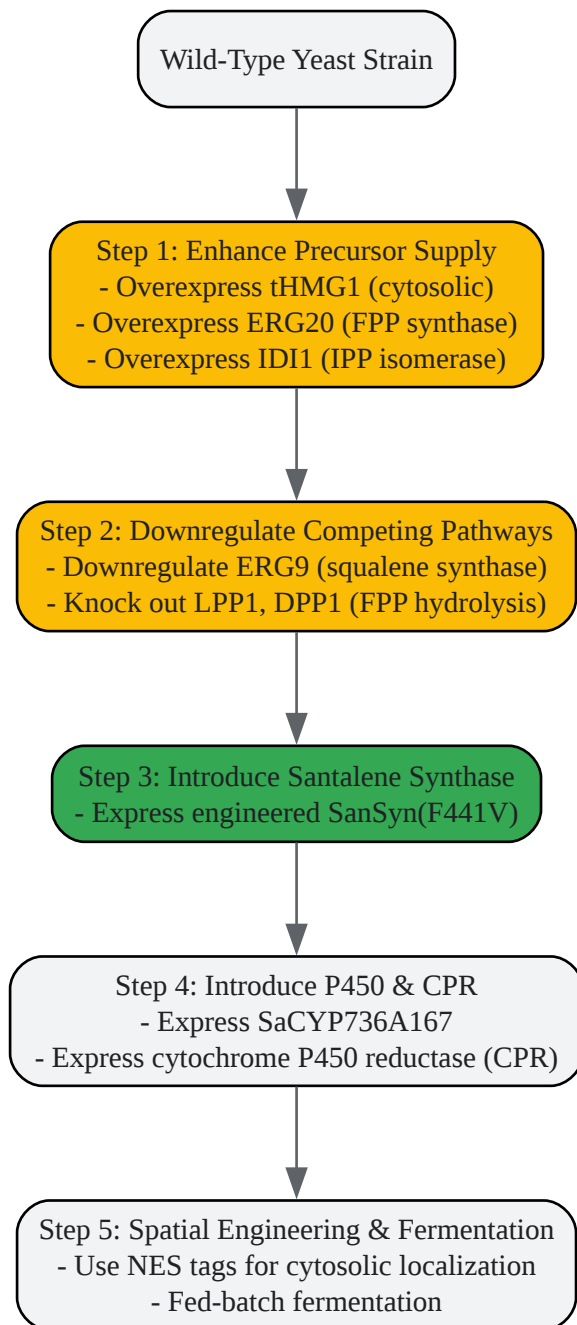 Wild-Type Yeast Strain
Step 1: Enhance Precursor Supply
- Overexpress tHMG1 (cytosolic)
- Overexpress ERG20 (FPP synthase)
- Overexpress IDI1 (IPP isomerase)
Step 2: Downregulate Competing Pathways
- Downregulate ERG9 (squalene synthase)
- Knock out LPP1, DPP1 (FPP hydrolysis)
Step 3: Introduce Santalene Synthase
- Express engineered SanSyn(F441V)
Step 4: Introduce P450 & CPR
- Express SaCYP736A167
- Express cytochrome P450 reductase (CPR)
Step 5: Spatial Engineering & Fermentation
- Use NES tags for cytosolic localization
- Fed-batch fermentation